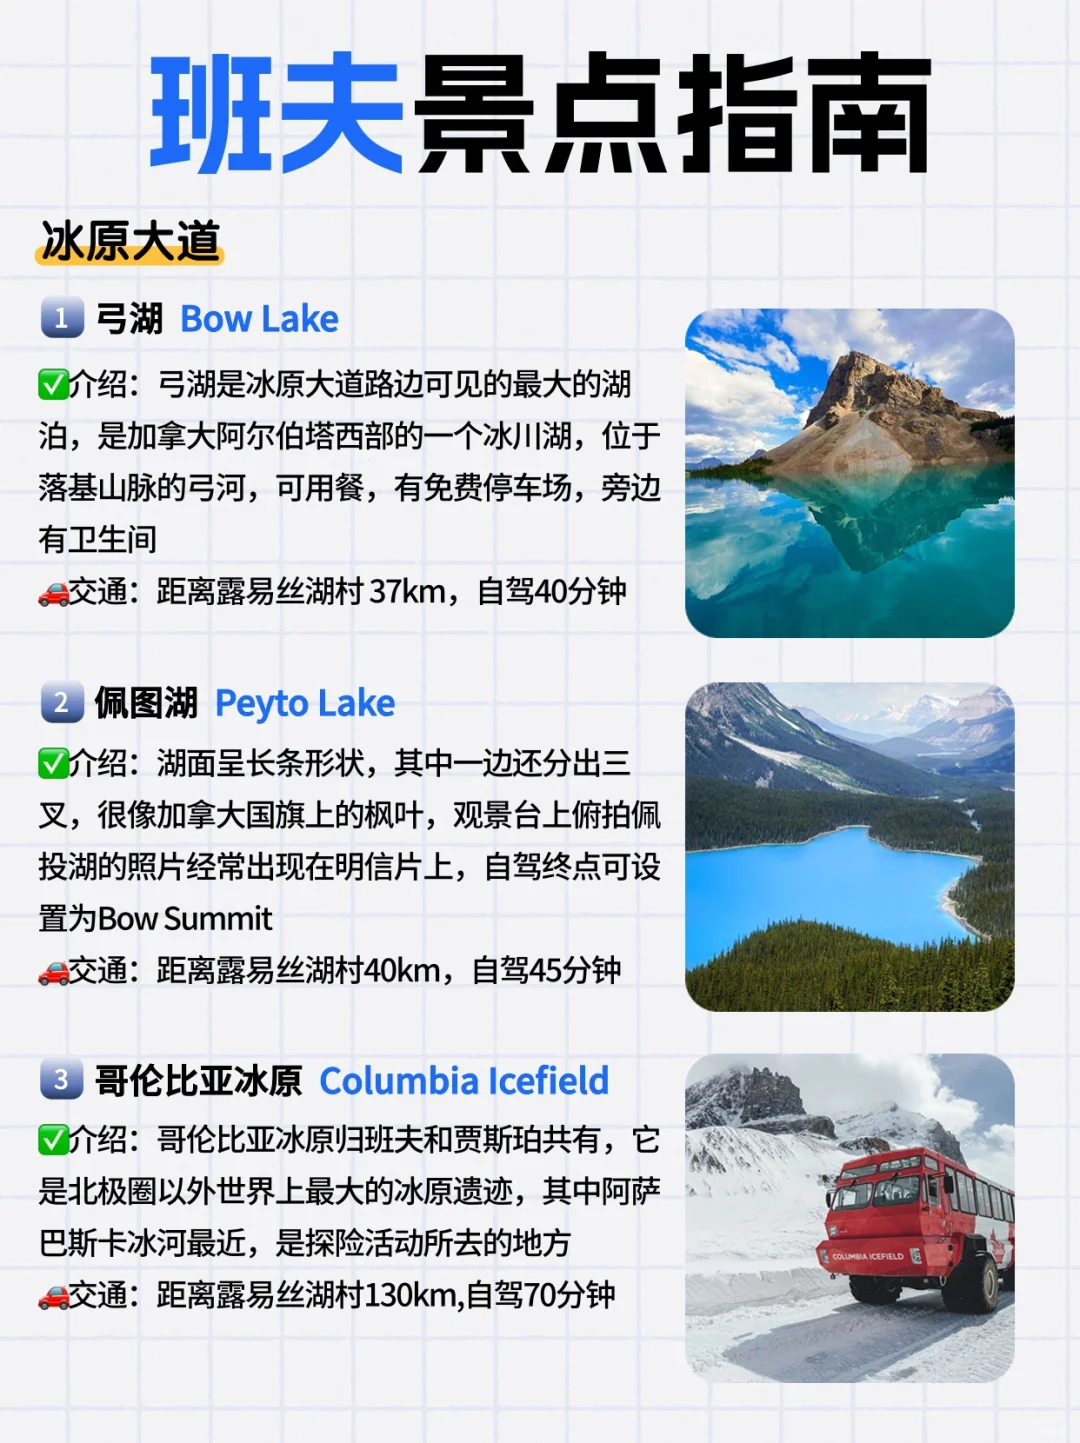 班夫景点指南
冰原大道
1 弓湖 Bow Lake
✅介绍：弓湖是冰原大道路边可见的最大的湖
泊，是加拿大阿尔伯塔西部的一个冰川湖，位于
落基山脉的弓河，可用餐，有免费停车场，旁边
有卫生间
🚗交通：距离露易丝湖村 37km，自驾40分钟
2 佩图湖 Peyto Lake
✅介绍：湖面呈长条形状，其中一边还分出三
叉，很像加拿大国旗上的枫叶，观景台上俯拍佩
投湖的照片经常出现在明信片上，自驾终点可设
置为Bow Summit
🚗交通：距离露易丝湖村40km，自驾45分钟
3 哥伦比亚冰原 Columbia Icefield
✅介绍：哥伦比亚冰原归班夫和贾斯珀共有，它
是北极圈以外世界上最大的冰原遗迹，其中阿萨
巴斯卡冰河最近，是探险活动所去的地方
🚗交通：距离露易丝湖村130km,自驾70分钟
COLUMBIA ICEFIELD